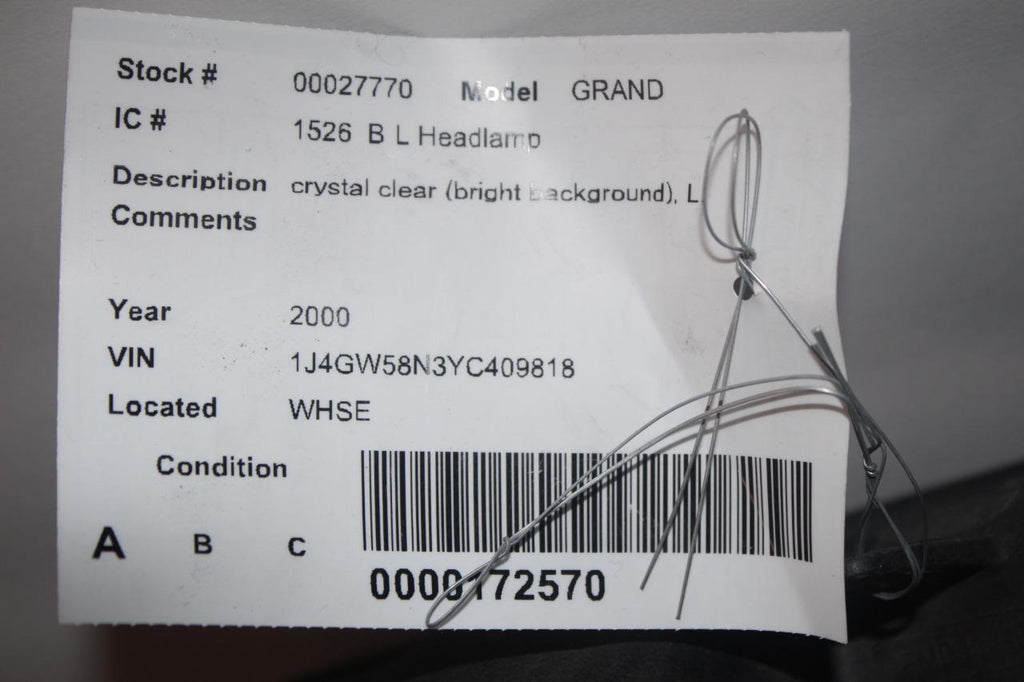 Stock # 00027770 Model GRAND
IC # 1526 B L Headlamp
Description crystal clear (bright background), L
Comments
Year 2000
VIN 1J4GW58N3YC409818
Located WHSE
Condition
A B C
0000172570